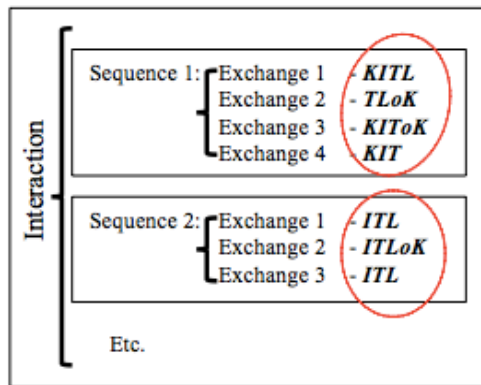 Interaction
Sequence 1: Exchange 1 - KITL
Exchange 2 - TLoK
Exchange 3 - KIToK
Exchange 4 - KIT
Sequence 2: Exchange 1 - ITL
Exchange 2 - ITLoK
Exchange 3 - ITL
Etc.